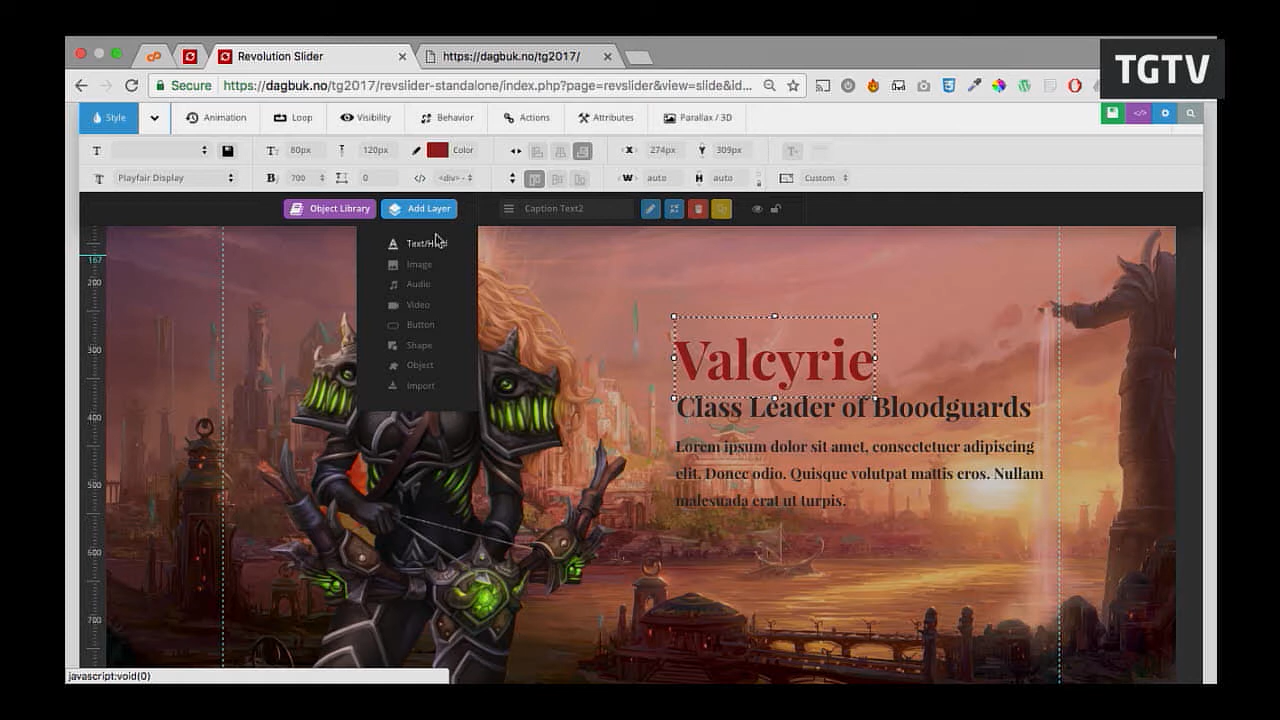 TGTV
Revolution Slider
https://dagbuk.no/tg2017/
Secure https://dagbuk.no/tg2017/revslider-standalone/index.php?page=revslider&view=slide&id...
Style Animation Loop Visibility Behavior Actions Attributes Parallax / 3D
80px 120px Color X 274px Y 309px
Playfair Display B 700 0 </> <div> W auto H auto Custom
Object Library Add Layer Caption Text2
Image
Audio
Video
Button
Shape
Object
Import
167
200
300
400
500
600
700
Valcyrie
Class Leader of Bloodguards
Lorem ipsum dolor sit amet, consectetuer adipiscing
elit. Donec odio. Quisque volutpat mattis eros. Nullam
malesuada erat ut turpis.
javascript:void(0)